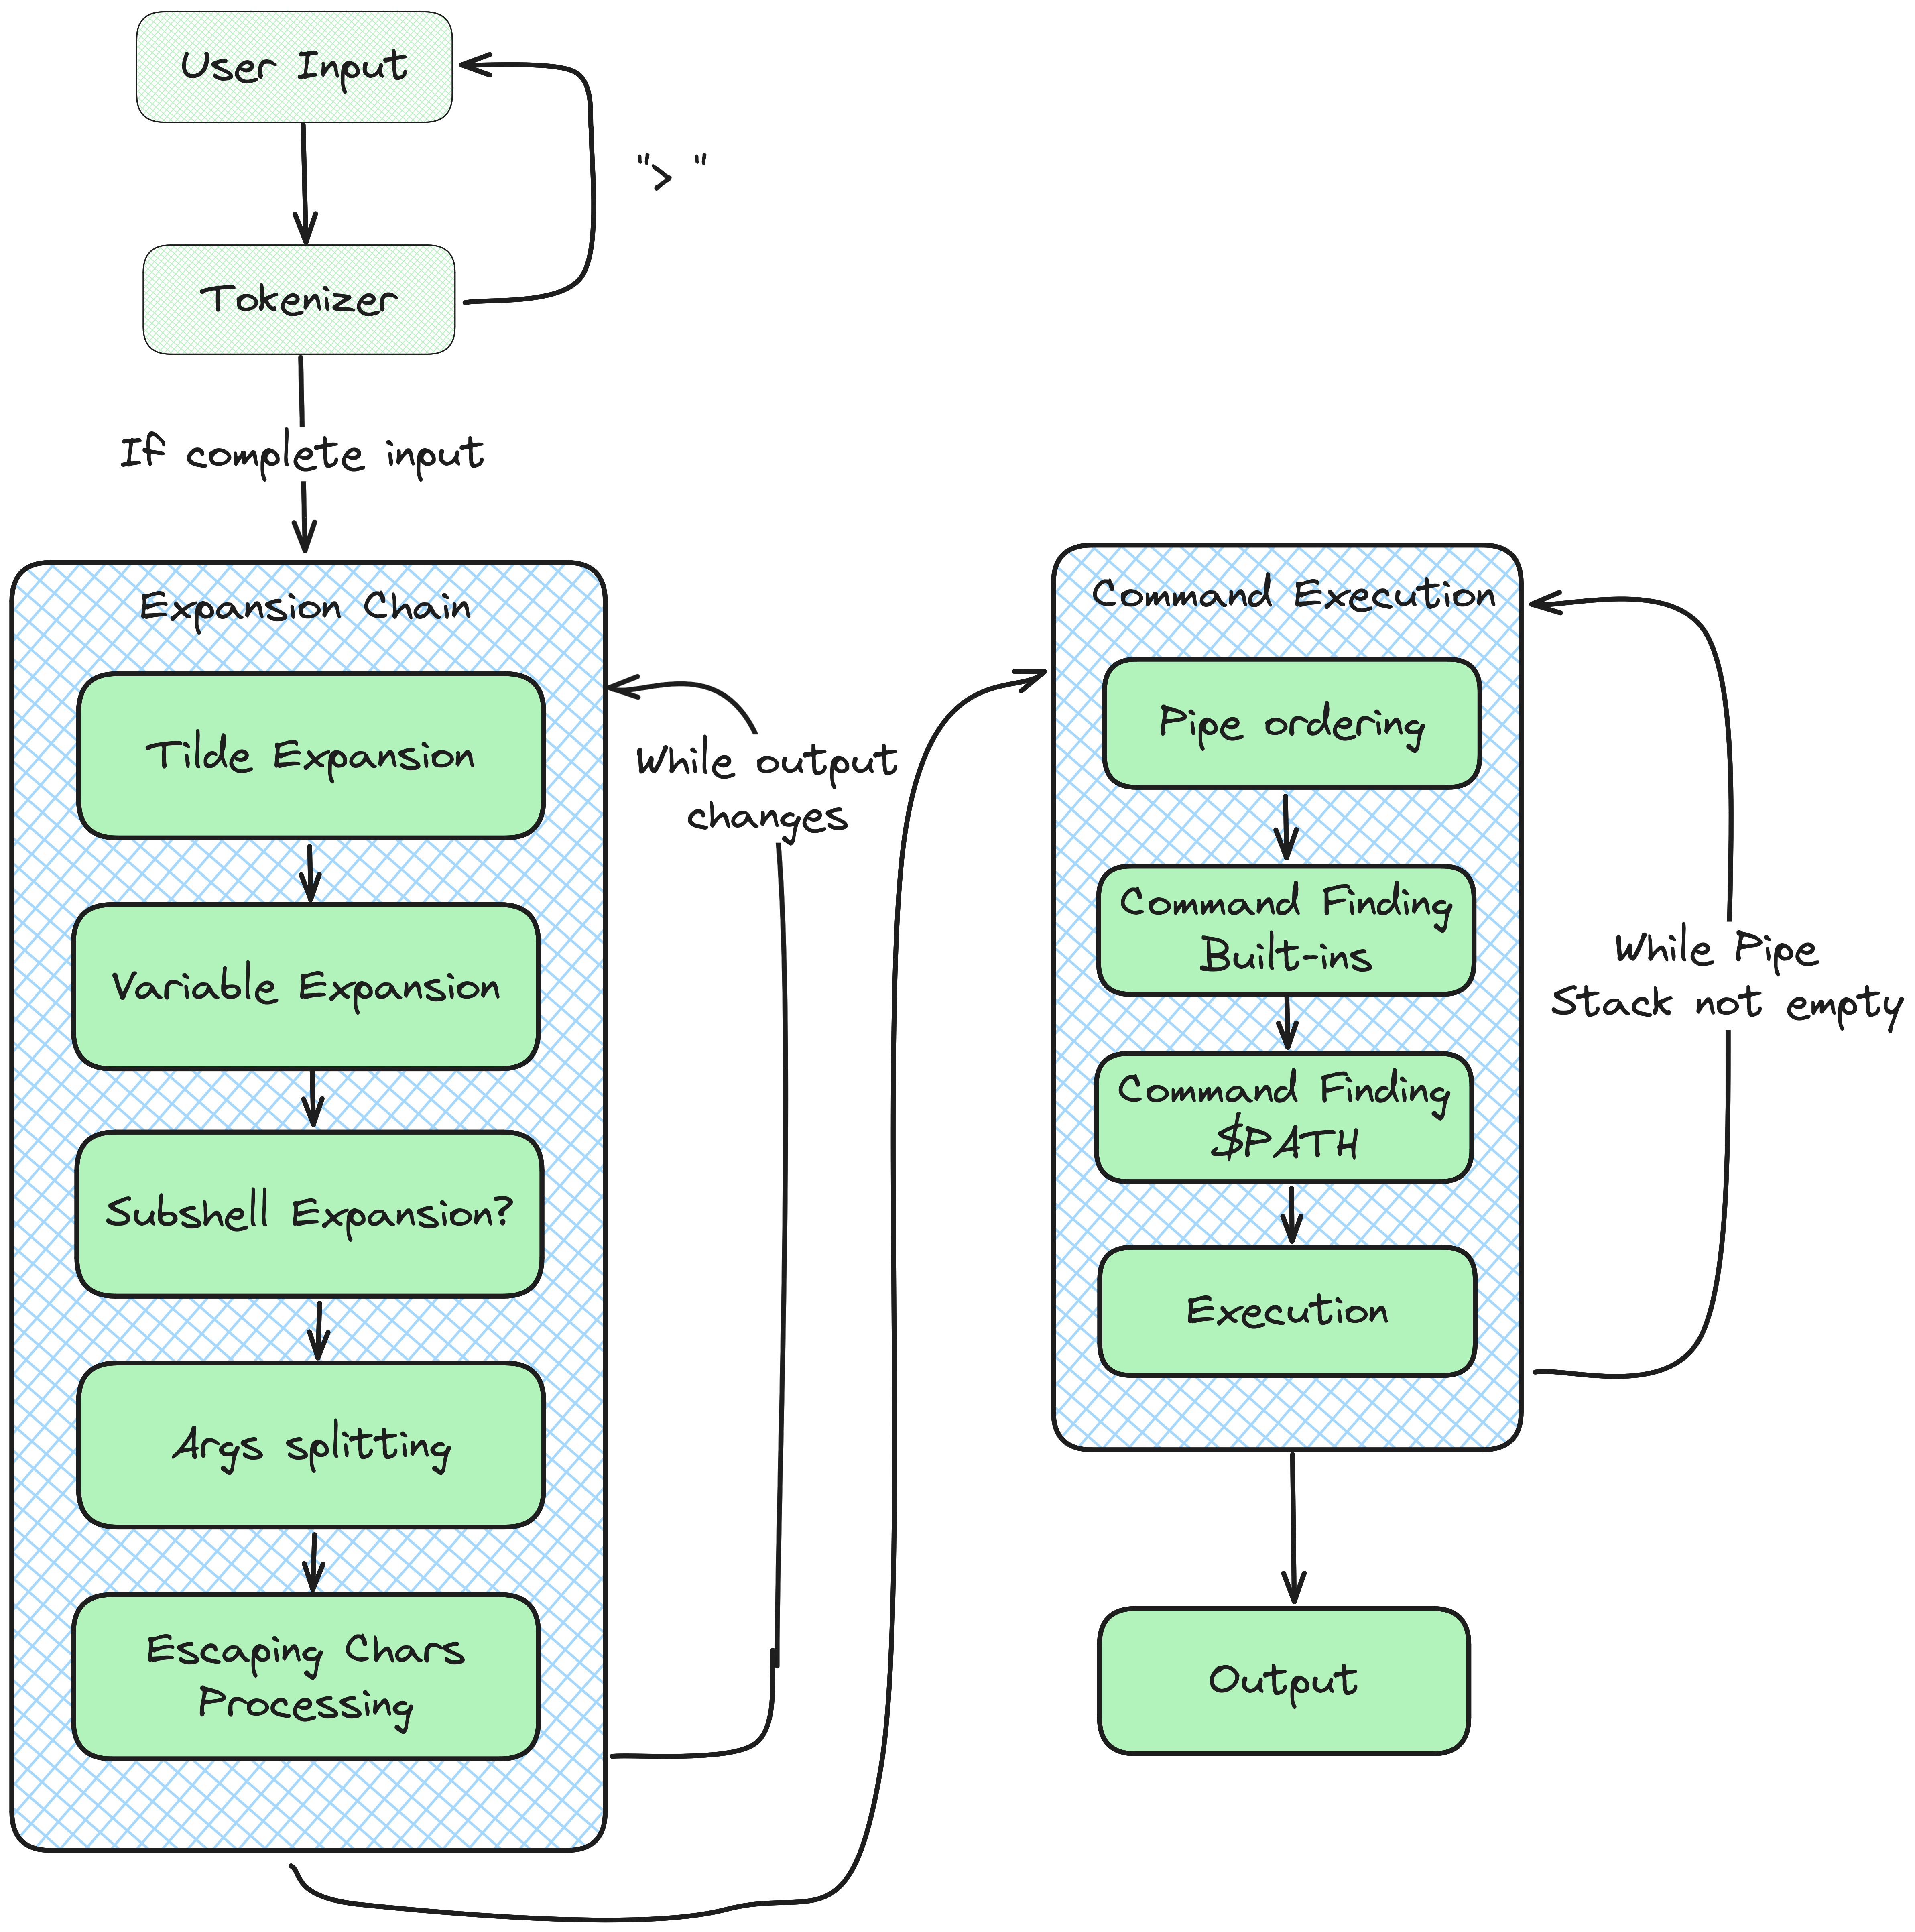 User Input
"> "
Tokenizer
If complete input
Expansion Chain
Tilde Expansion
Variable Expansion
Subshell Expansion?
Args splitting
Escaping Chars
Processing
While output
changes
Command Execution
Pipe ordering
Command Finding
Built-ins
Command Finding
$PATH
Execution
While Pipe
Stack not empty
Output